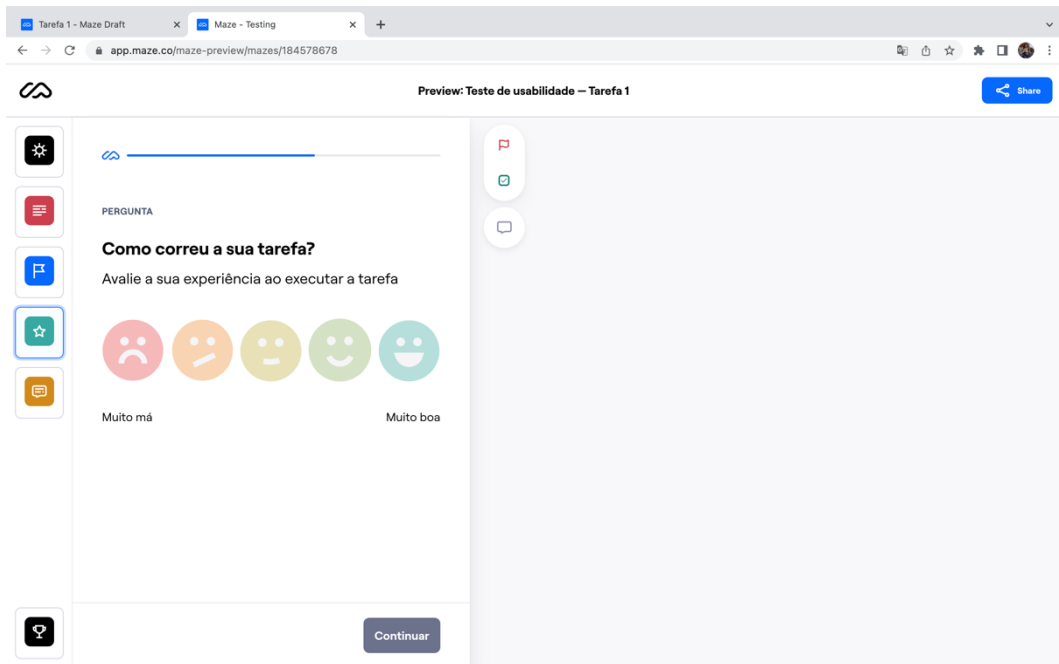 Tarefa 1 - Maze Draft
Maze - Testing
app.maze.co/maze-preview/mazes/184578678
Preview: Teste de usabilidade — Tarefa 1
Share
PERGUNTA
Como correu a sua tarefa?
Avalie a sua experiência ao executar a tarefa
Muito má
Muito boa
Continuar